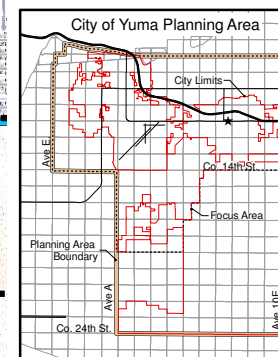 City of Yuma Planning Area
City Limits
Ave E
Co. 14th St.
Focus Area
Planning Area
Boundary
Ave A
Ave 10E
Co. 24th St.